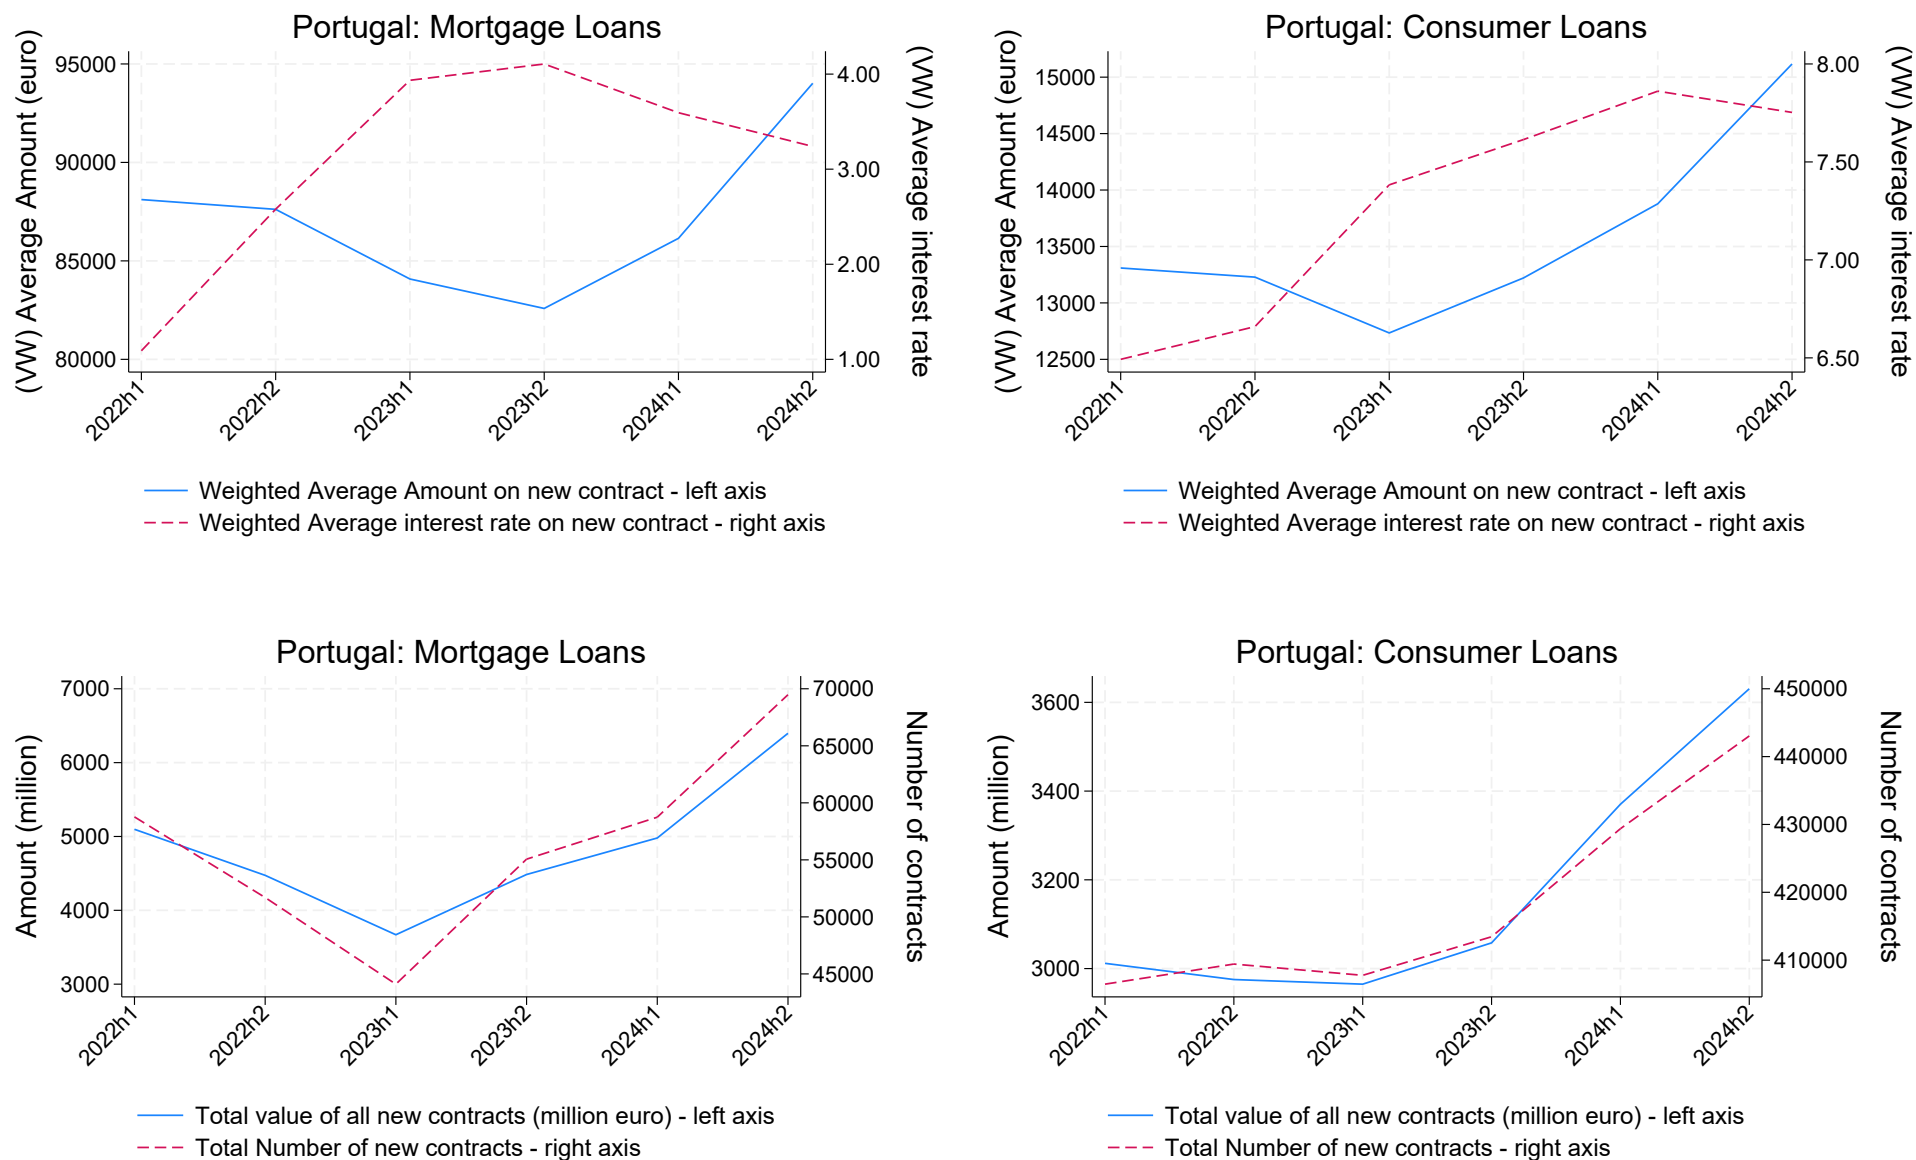 Portugal: Mortgage Loans
(VW) Average Amount (euro)
95000
90000
85000
80000
4.00
3.00
2.00
1.00
(VW) Average interest rate
2022h1
2022h2
2023h1
2023h2
2024h1
2024h2
Weighted Average Amount on new contract - left axis
Weighted Average interest rate on new contract - right axis
Portugal: Consumer Loans
(VW) Average Amount (euro)
15000
14500
14000
13500
13000
12500
8.00
7.50
7.00
6.50
(VW) Average interest rate
2022h1
2022h2
2023h1
2023h2
2024h1
2024h2
Weighted Average Amount on new contract - left axis
Weighted Average interest rate on new contract - right axis
Portugal: Mortgage Loans
Amount (million)
7000
6000
5000
4000
3000
70000
65000
60000
55000
50000
45000
Number of contracts
2022h1
2022h2
2023h1
2023h2
2024h1
2024h2
Total value of all new contracts (million euro) - left axis
Total Number of new contracts - right axis
Portugal: Consumer Loans
Amount (million)
3600
3400
3200
3000
450000
440000
430000
420000
410000
Number of contracts
2022h1
2022h2
2023h1
2023h2
2024h1
2024h2
Total value of all new contracts (million euro) - left axis
Total Number of new contracts - right axis